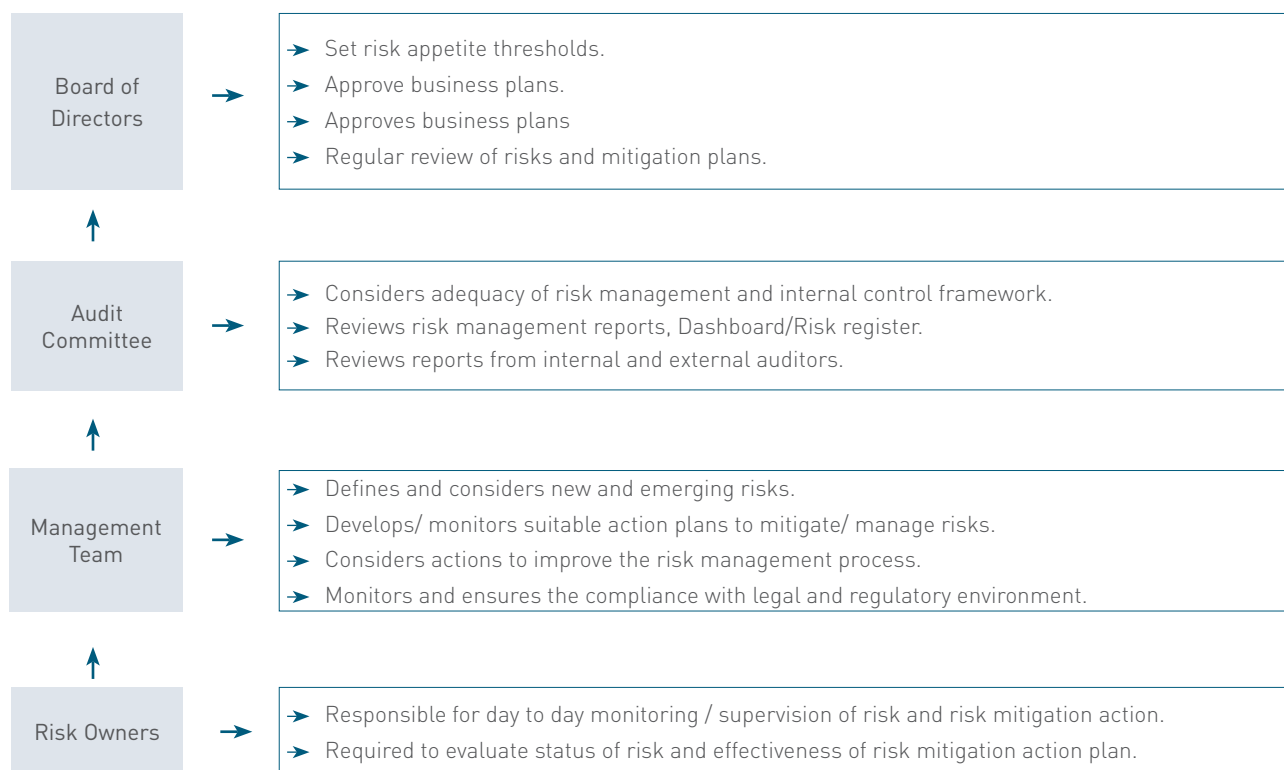 Board of
Directors
Set risk appetite thresholds.
Approve business plans.
Approves business plans
Regular review of risks and mitigation plans.
Audit
Committee
Considers adequacy of risk management and internal control framework.
Reviews risk management reports, Dashboard/Risk register.
Reviews reports from internal and external auditors.
Management
Team
Defines and considers new and emerging risks.
Develops/ monitors suitable action plans to mitigate/ manage risks.
Considers actions to improve the risk management process.
Monitors and ensures the compliance with legal and regulatory environment.
Risk Owners
Responsible for day to day monitoring / supervision of risk and risk mitigation action.
Required to evaluate status of risk and effectiveness of risk mitigation action plan.